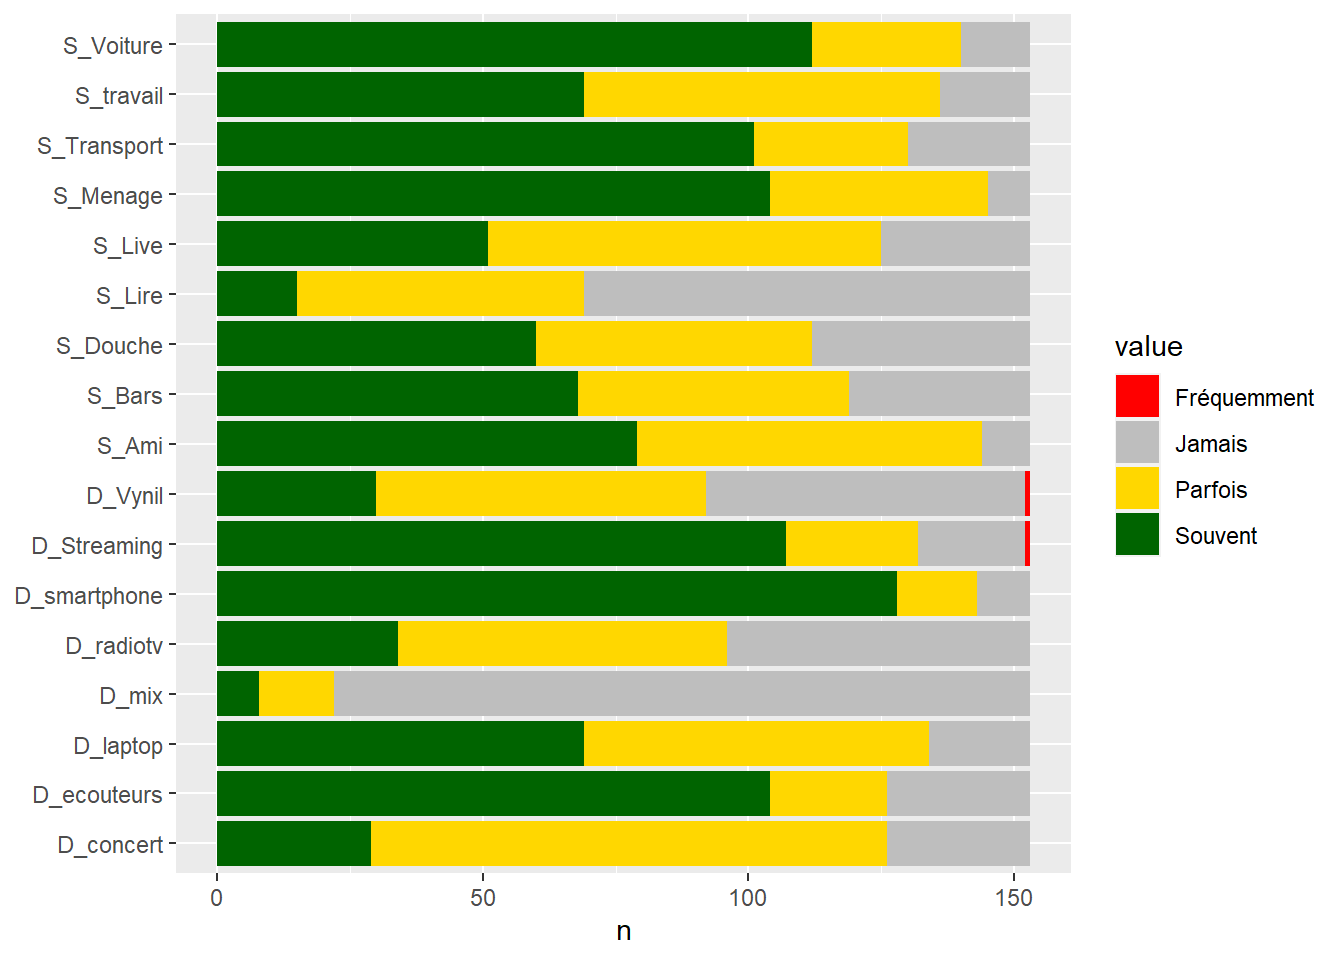 S_Voiture
S_travail
S_Transport
S_Menage
S_Live
S_Lire
S_Douche
S_Bars
S_Ami
D_Vynil
D_Streaming
D_smartphone
D_radiotv
D_mix
D_laptop
D_ecouteurs
D_concert
0 50 100 150
n
value
Fréquemment
Jamais
Parfois
Souvent